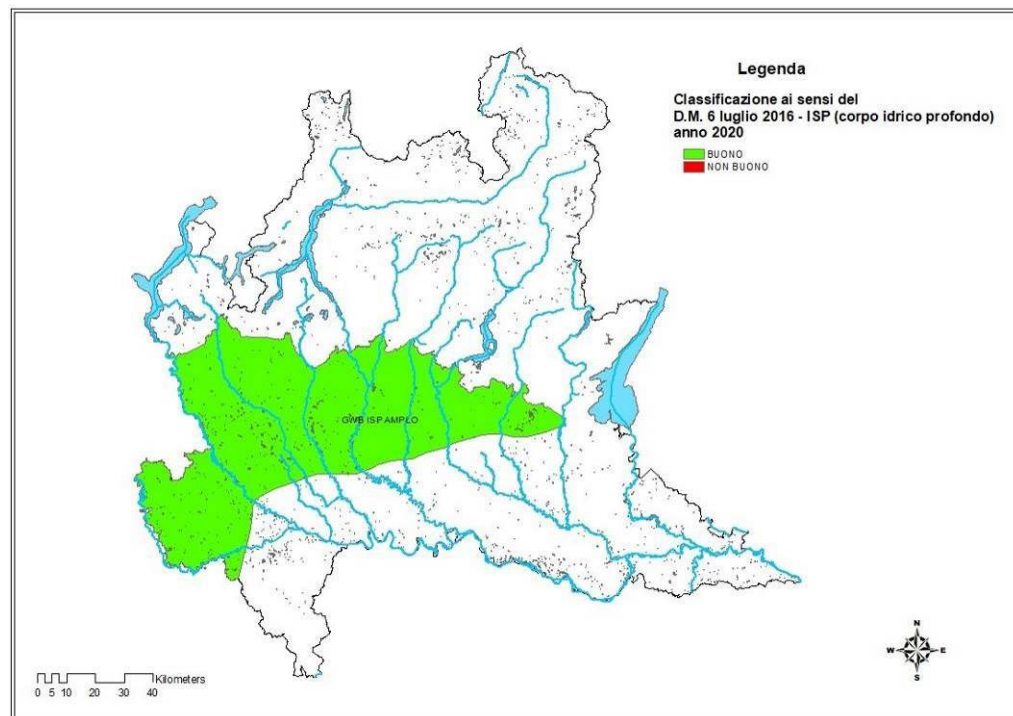 Legenda
Classificazione ai sensi del
D.M. 6 luglio 2016 - ISP (corpo idrico profondo)
anno 2020
BUONO
NON BUONO
GWB ISP AMPLO
N
W E
S
Kilometers
0 5 10 20 30 40